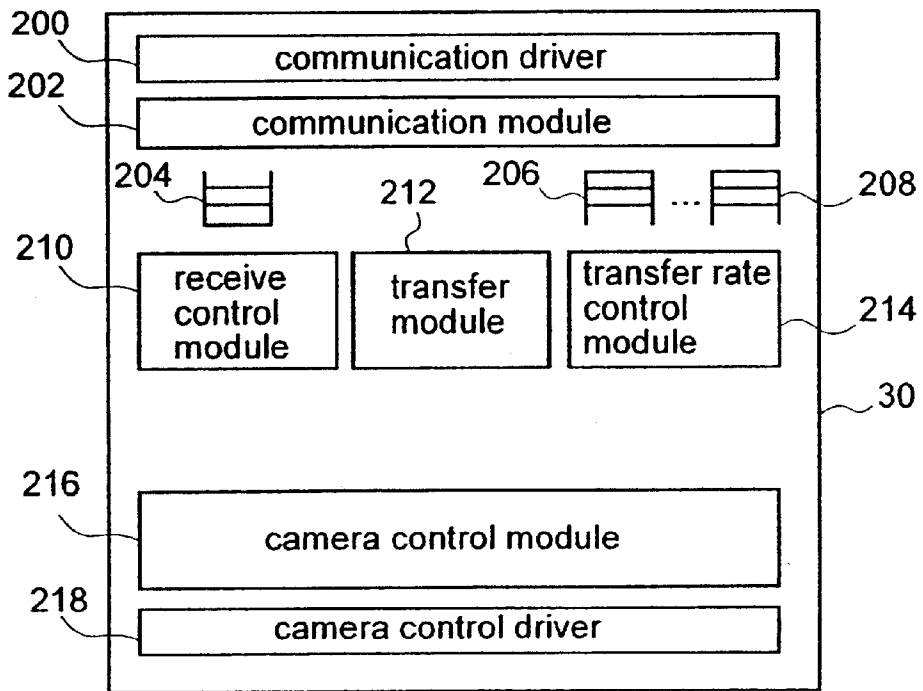 200
communication driver
202
communication module
204
212
206
...
208
210
receive
control
module
transfer
module
transfer rate
control
module
214
30
216
camera control module
218
camera control driver